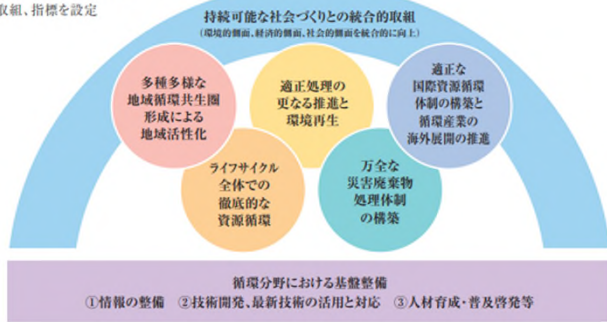 取組、指標を設定
持続可能な社会づくりとの統合的取組
(環境的側面、経済的側面、社会的側面を統合的に向上)
多種多様な
地域循環共生圏
形成による
地域活性化
適正処理の
更なる推進と
環境再生
適正な
国際資源循環
体制の構築と
循環産業の
海外展開の推進
ライフサイクル
全体での
徹底的な
資源循環
万全な
災害廃棄物
処理体制
の構築
循環分野における基盤整備
①情報の整備 ②技術開発、最新技術の活用と対応 ③人材育成・普及啓発等